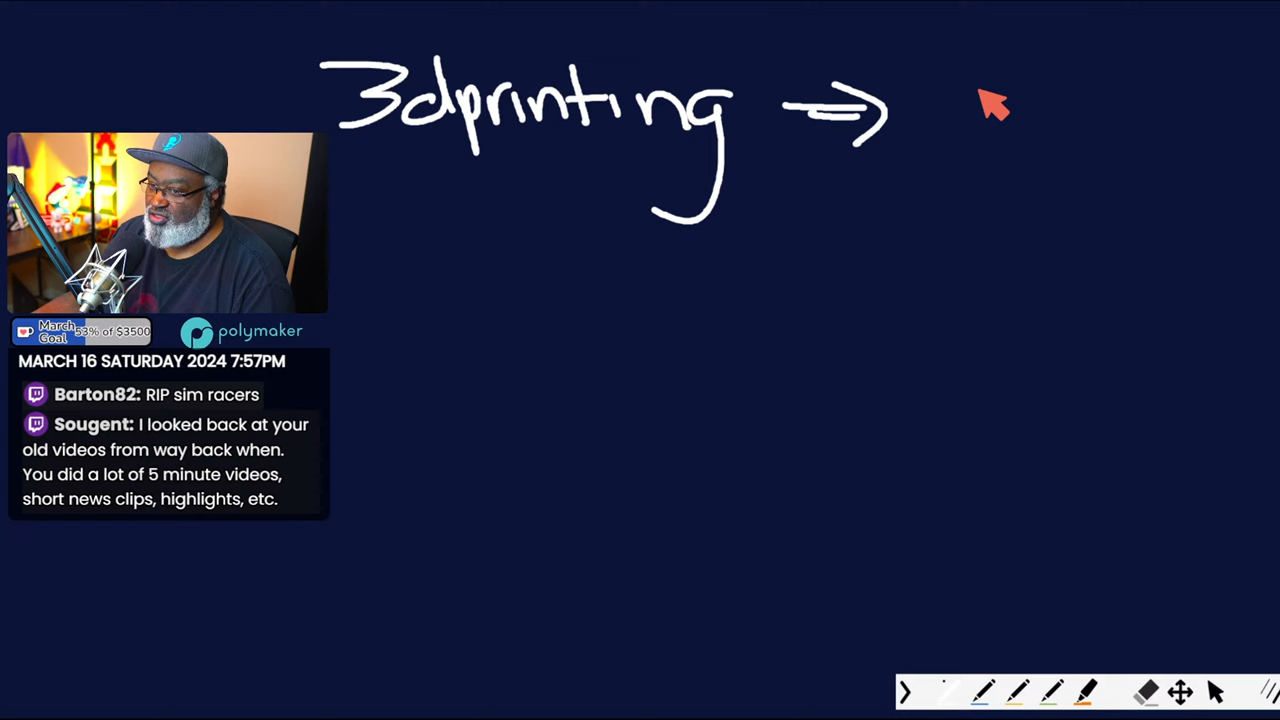 3dprinting ⇒
March
Goal
53% of $3500
polymaker
MARCH 16 SATURDAY 2024 7:57PM
Barton82: RIP sim racers
Sougent: I looked back at your
old videos from way back when.
You did a lot of 5 minute videos,
short news clips, highlights, etc.